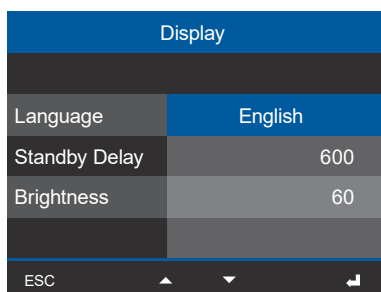 Display
Language English
Standby Delay 600
Brightness 60
ESC